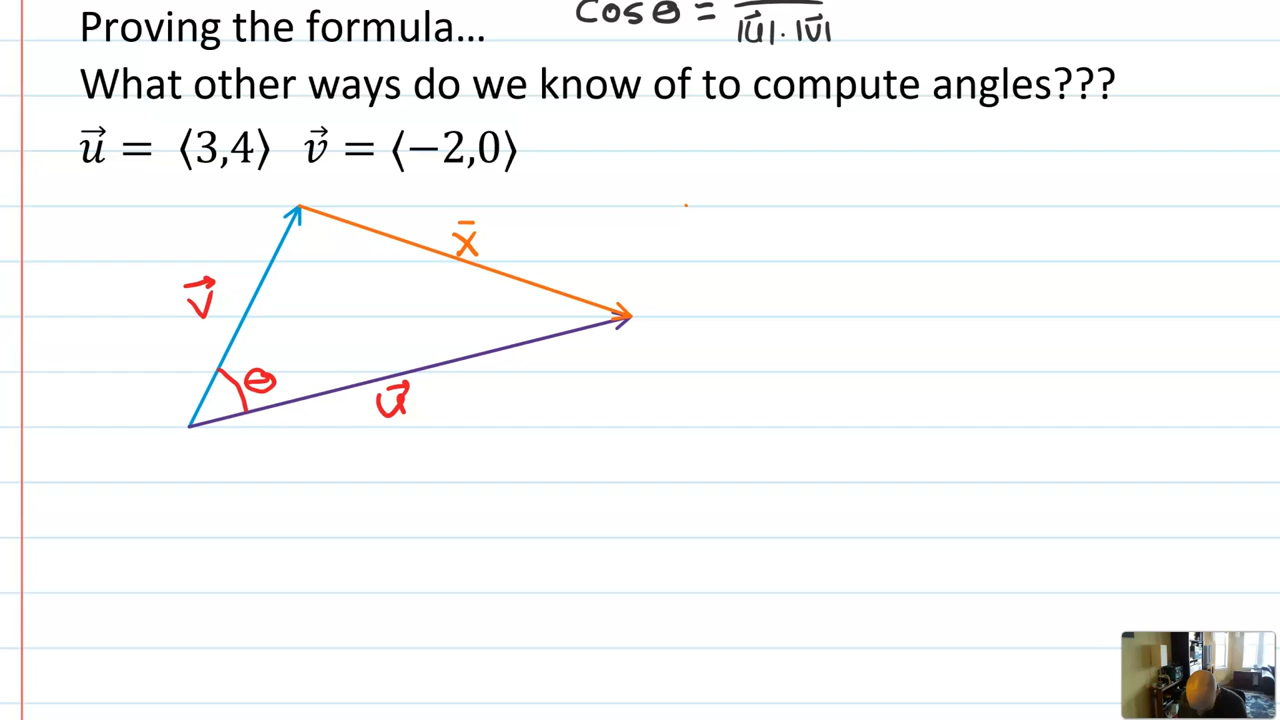 Proving the formula... cos θ = ―――
|u⃗| · |v⃗|
What other ways do we know of to compute angles???
u⃗ = ⟨3,4⟩ v⃗ = ⟨−2,0⟩
x̄
v⃗
θ
u⃗